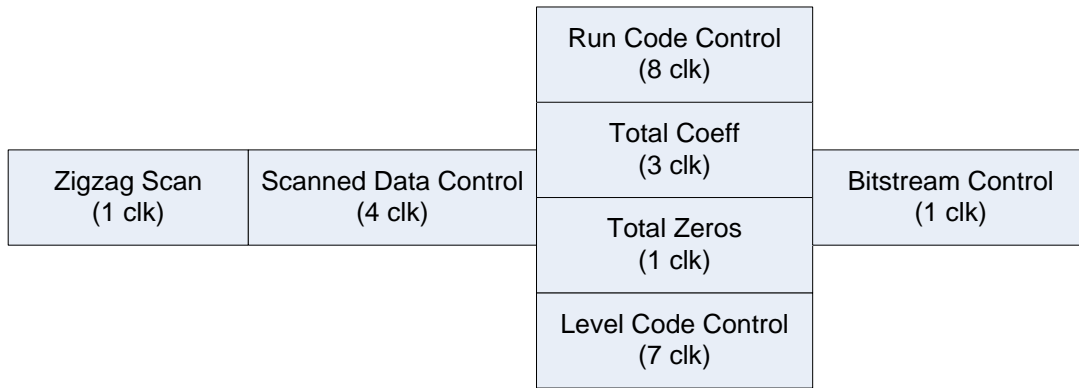 Zigzag Scan
(1 clk)
Scanned Data Control
(4 clk)
Run Code Control
(8 clk)
Total Coeff
(3 clk)
Total Zeros
(1 clk)
Level Code Control
(7 clk)
Bitstream Control
(1 clk)